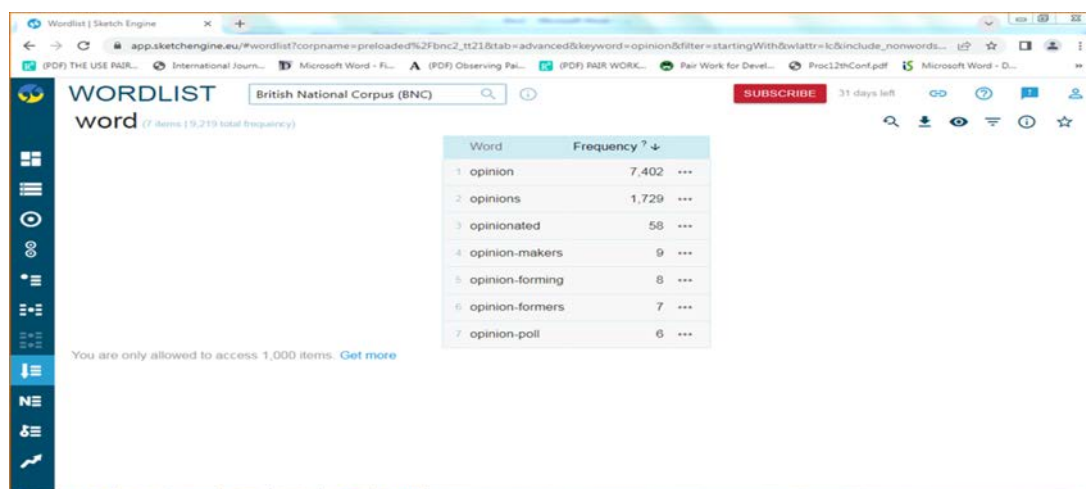 Wordlist | Sketch Engine
app.sketchengine.eu/#wordlist?corpname=preloaded%2Fbnc2_tt21&tab=advanced&keyword=opinion&filter=startingWith&wlattr=lc&include_nonwords...
(PDF) THE USE PAIR... International Journ... Microsoft Word - Fi... (PDF) Observing Pai... (PDF) PAIR WORK... Pair Work for Devel... Proc12thConf.pdf Microsoft Word - D...
WORDLIST British National Corpus (BNC) SUBSCRIBE 31 days left
word (7 items | 9,219 total frequency)
Word Frequency ?
1 opinion 7,402
2 opinions 1,729
3 opinionated 58
4 opinion-makers 9
5 opinion-forming 8
6 opinion-formers 7
7 opinion-poll 6
You are only allowed to access 1,000 items. Get more